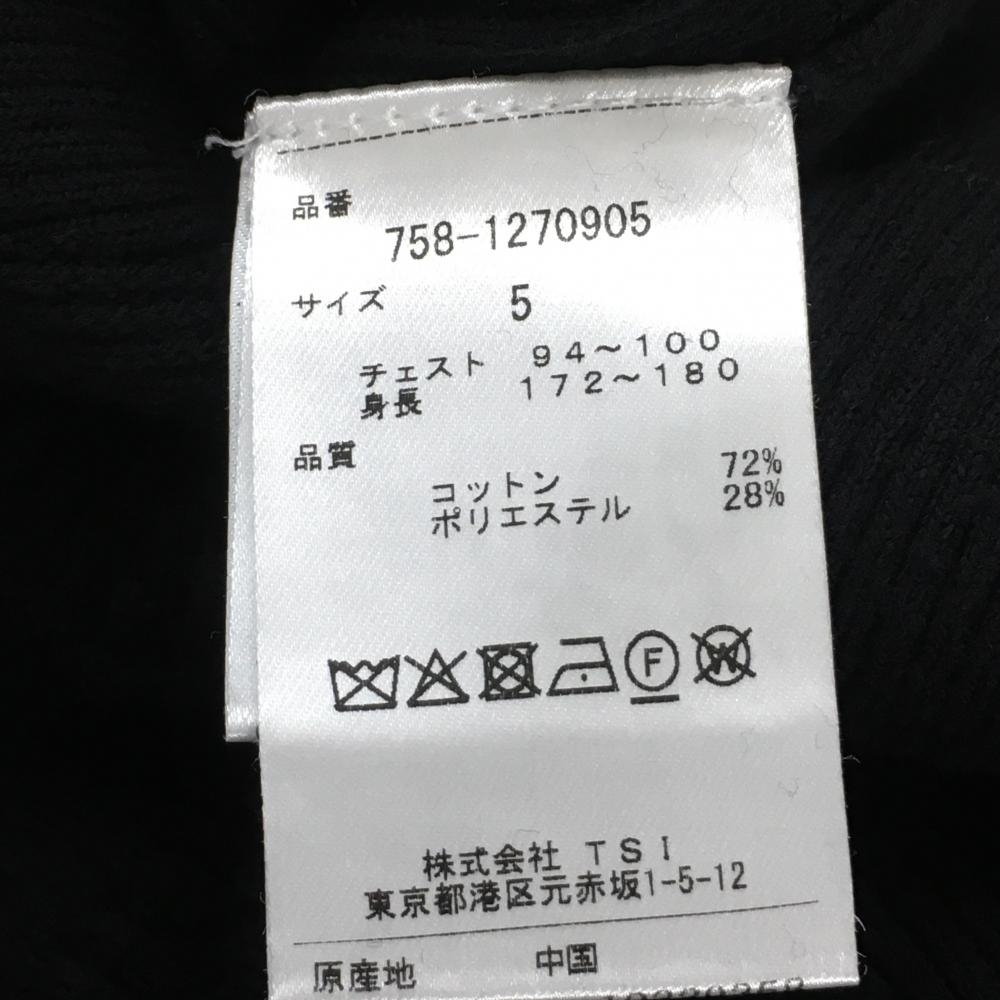 品番
758-1270905
サイズ 5
チェスト 94～100
身長 172～180
品質
コットン 72%
ポリエステル 28%
F
W
株式会社 TSI
東京都港区元赤坂1-5-12
原産地 中国